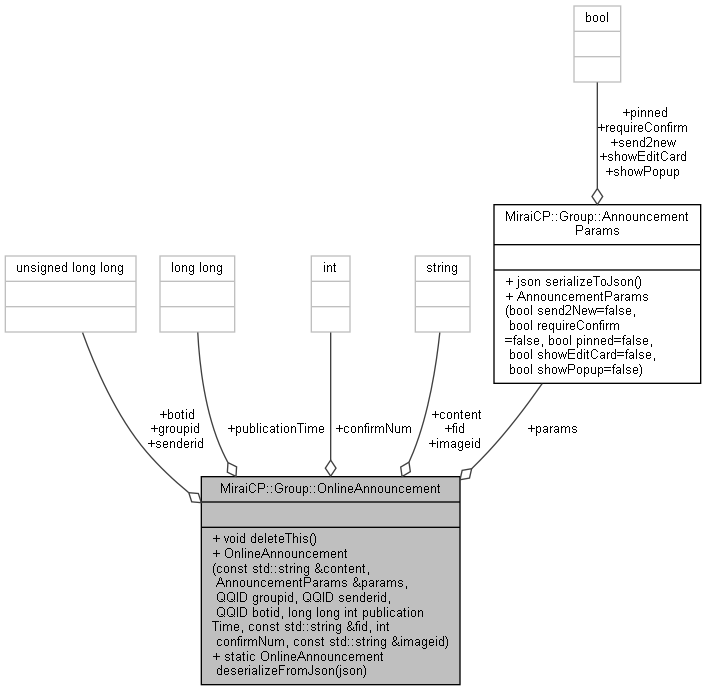 bool
+pinned
+requireConfirm
+send2new
+showEditCard
+showPopup
MiraiCP::Group::Announcement
Params
+ json serializeToJson()
+ AnnouncementParams
(bool send2New=false,
bool requireConfirm
=false, bool pinned=false,
bool showEditCard=false,
bool showPopup=false)
unsigned long long
long long
int
string
+botid
+groupid
+senderid
+publicationTime
+confirmNum
+content
+fid
+imageid
+params
MiraiCP::Group::OnlineAnnouncement
+ void deleteThis()
+ OnlineAnnouncement
(const std::string &content,
AnnouncementParams &params,
QQID groupid, QQID senderid,
QQID botid, long long int publication
Time, const std::string &fid, int
confirmNum, const std::string &imageid)
+ static OnlineAnnouncement
deserializeFromJson(json)